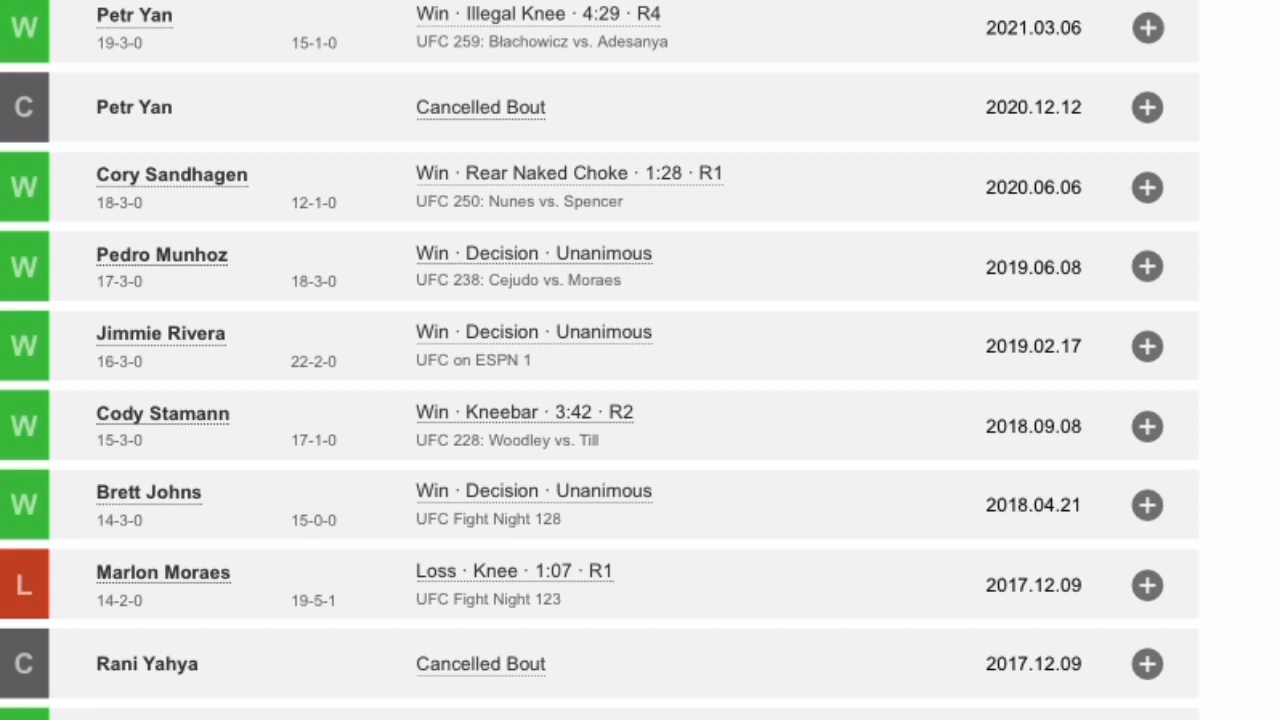 W
Petr Yan
Win · Illegal Knee · 4:29 · R4
19-3-0
15-1-0
UFC 259: Błachowicz vs. Adesanya
2021.03.06
C
Petr Yan
Cancelled Bout
2020.12.12
W
Cory Sandhagen
Win · Rear Naked Choke · 1:28 · R1
18-3-0
12-1-0
UFC 250: Nunes vs. Spencer
2020.06.06
W
Pedro Munhoz
Win · Decision · Unanimous
17-3-0
18-3-0
UFC 238: Cejudo vs. Moraes
2019.06.08
W
Jimmie Rivera
Win · Decision · Unanimous
16-3-0
22-2-0
UFC on ESPN 1
2019.02.17
W
Cody Stamann
Win · Kneebar · 3:42 · R2
15-3-0
17-1-0
UFC 228: Woodley vs. Till
2018.09.08
W
Brett Johns
Win · Decision · Unanimous
14-3-0
15-0-0
UFC Fight Night 128
2018.04.21
L
Marlon Moraes
Loss · Knee · 1:07 · R1
14-2-0
19-5-1
UFC Fight Night 123
2017.12.09
C
Rani Yahya
Cancelled Bout
2017.12.09